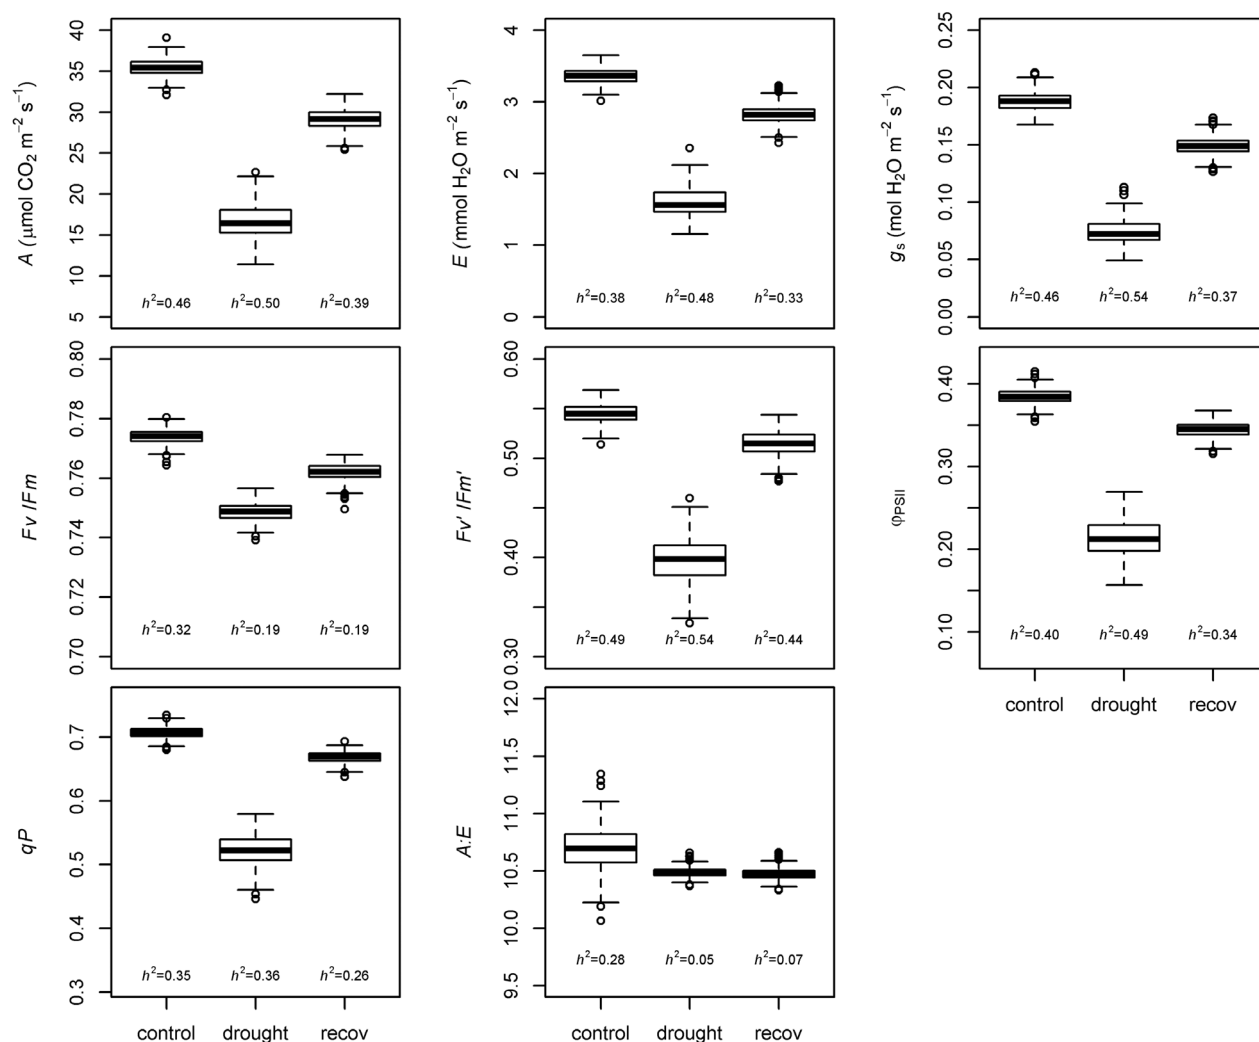 A (μmol CO₂ m⁻² s⁻¹)
40
35
30
25
20
15
10
5
h²=0.46 h²=0.50 h²=0.39
E (mmol H₂O m⁻² s⁻¹)
4
3
2
1
0
h²=0.38 h²=0.48 h²=0.33
gₛ (mol H₂O m⁻² s⁻¹)
0.25
0.20
0.15
0.10
0.05
0.00
h²=0.46 h²=0.54 h²=0.37
Fv /Fm
0.80
0.78
0.76
0.74
0.72
0.70
h²=0.32 h²=0.19 h²=0.19
Fv' /Fm'
0.60
0.50
0.40
0.30
h²=0.49 h²=0.54 h²=0.44
φPSII
0.40
0.30
0.20
0.10
h²=0.40 h²=0.49 h²=0.34
control drought recov
qP
0.7
0.6
0.5
0.4
0.3
h²=0.35 h²=0.36 h²=0.26
control drought recov
A:E
12.0
11.5
11.0
10.5
10.0
9.5
h²=0.28 h²=0.05 h²=0.07
control drought recov